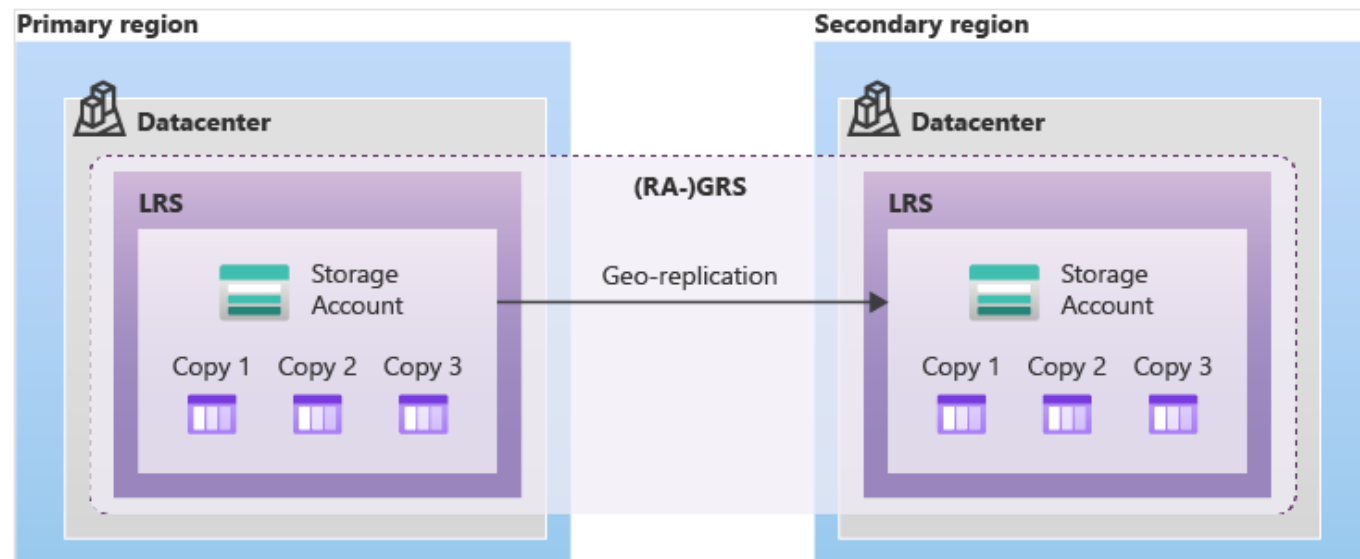 Primary region
Secondary region
Datacenter
Datacenter
(RA-)GRS
LRS
LRS
Storage
Account
Geo-replication
Storage
Account
Copy 1 Copy 2 Copy 3
Copy 1 Copy 2 Copy 3